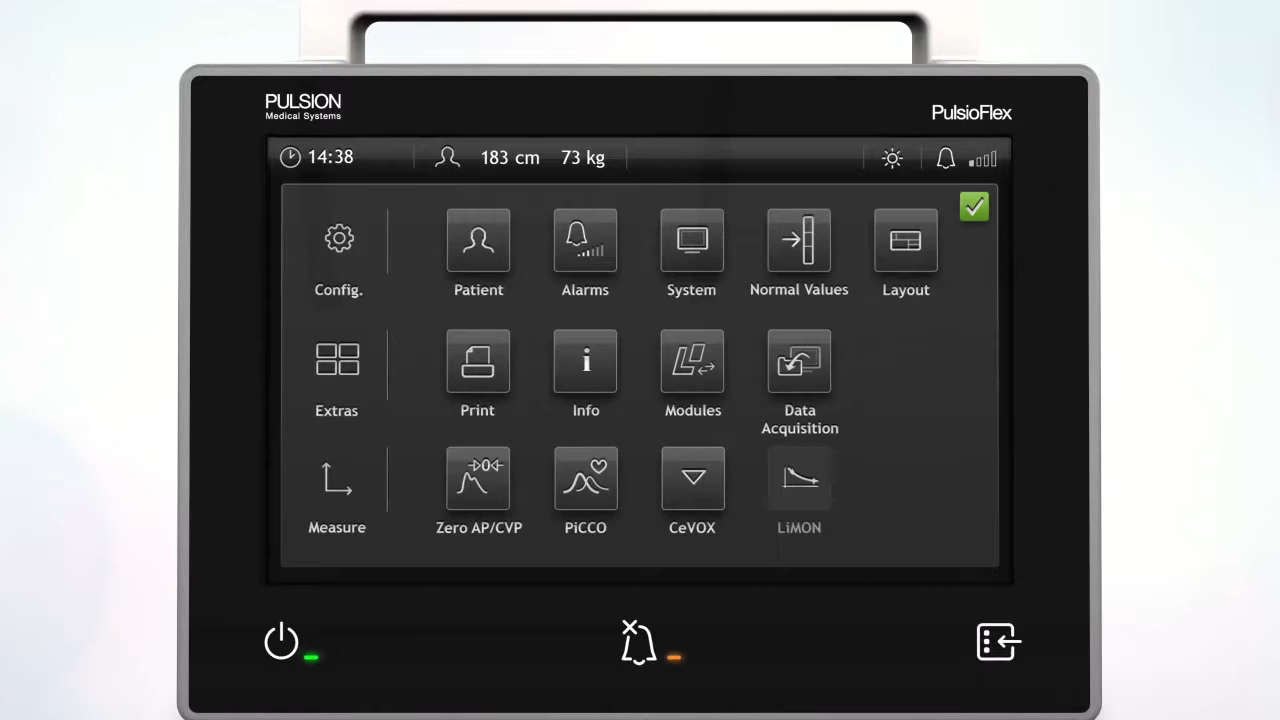 PULSION
Medical Systems
PulsioFlex
14:38 183 cm 73 kg
Config. Patient Alarms System Normal Values Layout
Extras Print Info Modules Data
Acquisition
Measure Zero AP/CVP PiCCO CeVOX LiMON